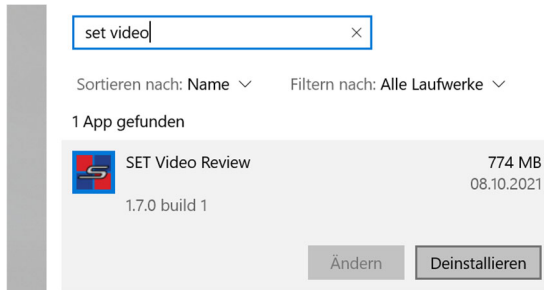 set video
Sortieren nach: Name Filtern nach: Alle Laufwerke
1 App gefunden
SET Video Review 774 MB
08.10.2021
1.7.0 build 1
Ändern Deinstallieren